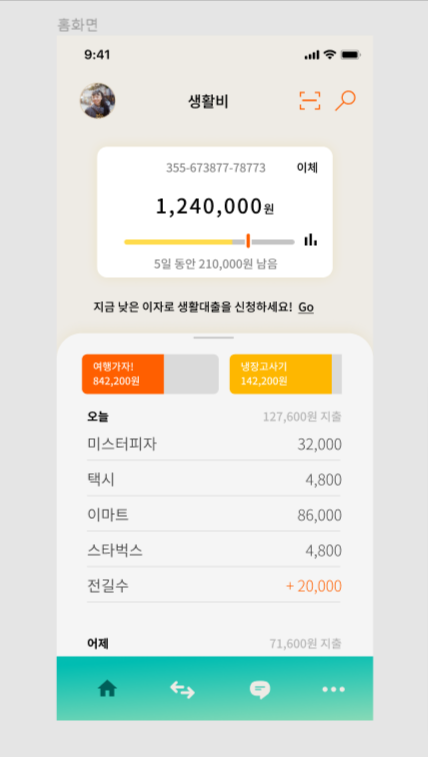 홈화면
9:41
생활비
355-673877-78773 이체
1,240,000원
5일 동안 210,000원 남음
지금 낮은 이자로 생활대출을 신청하세요! Go
여행가자! 냉장고사기
842,200원 142,200원
오늘 127,600원 지출
미스터피자 32,000
택시 4,800
이마트 86,000
스타벅스 4,800
전길수 + 20,000
어제 71,600원 지출